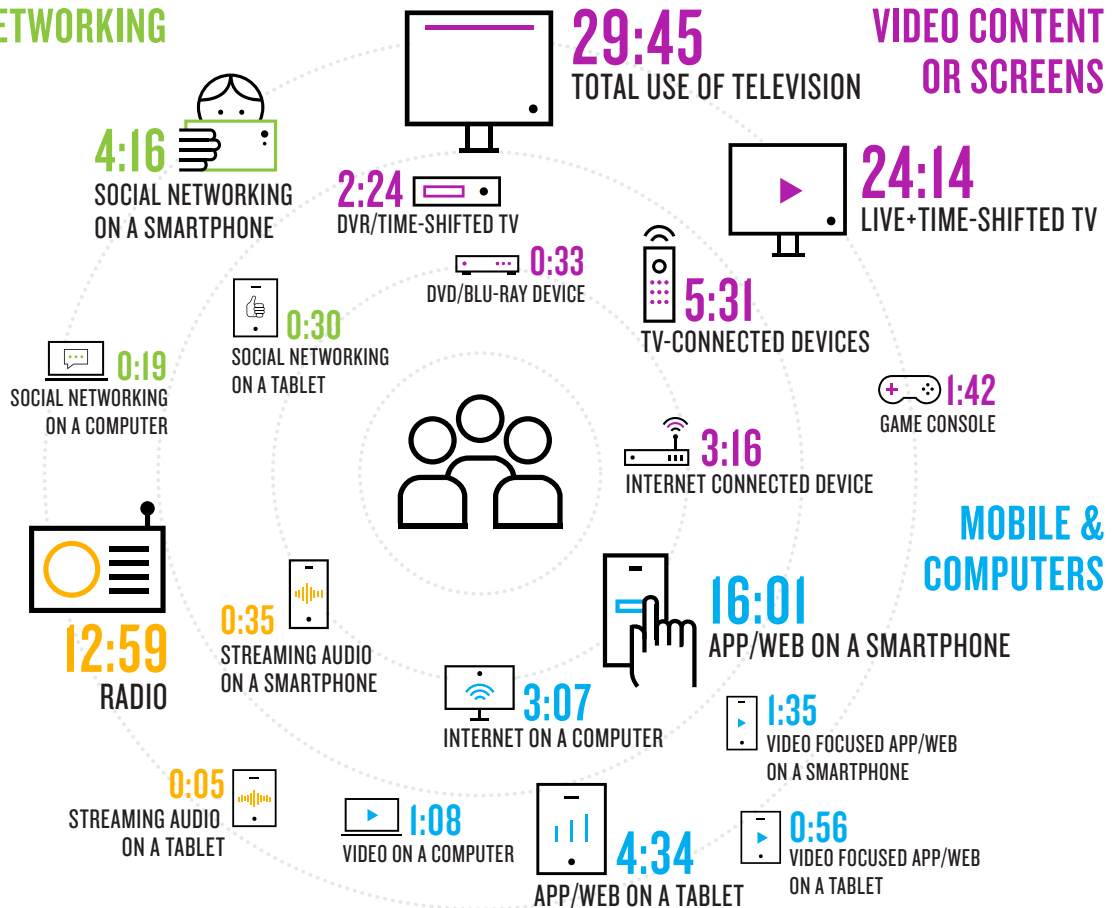 ETWORKING
VIDEO CONTENT
OR SCREENS
29:45
TOTAL USE OF TELEVISION
4:16
SOCIAL NETWORKING
ON A SMARTPHONE
2:24
DVR/TIME-SHIFTED TV
24:14
LIVE+TIME-SHIFTED TV
0:33
DVD/BLU-RAY DEVICE
5:31
TV-CONNECTED DEVICES
0:30
SOCIAL NETWORKING
ON A TABLET
0:19
SOCIAL NETWORKING
ON A COMPUTER
1:42
GAME CONSOLE
3:16
INTERNET CONNECTED DEVICE
MOBILE &
COMPUTERS
12:59
RADIO
0:35
STREAMING AUDIO
ON A SMARTPHONE
16:01
APP/WEB ON A SMARTPHONE
3:07
INTERNET ON A COMPUTER
1:35
VIDEO FOCUSED APP/WEB
ON A SMARTPHONE
0:05
STREAMING AUDIO
ON A TABLET
1:08
VIDEO ON A COMPUTER
4:34
APP/WEB ON A TABLET
0:56
VIDEO FOCUSED APP/WEB
ON A TABLET